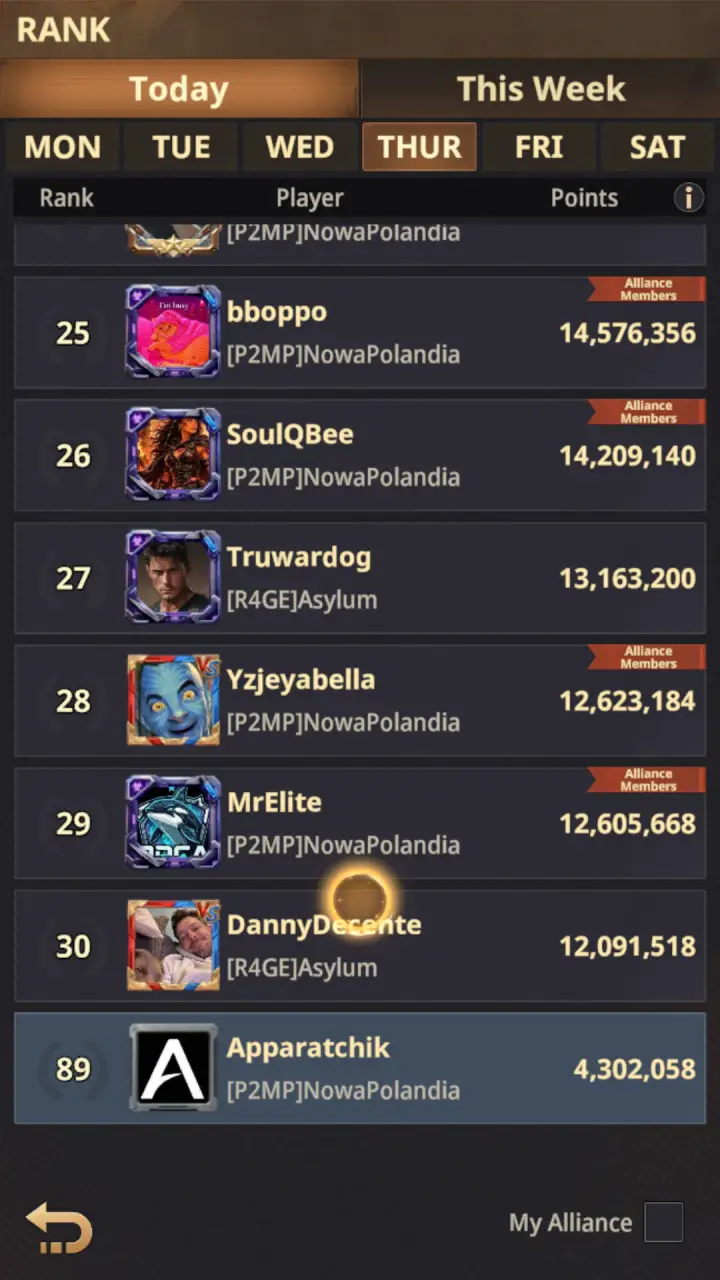 RANK
Today
This Week
MON
TUE
WED
THUR
FRI
SAT
Rank
Player
Points
[P2MP]NowaPolandia
25
I'm busy
bboppo
[P2MP]NowaPolandia
Alliance
Members
14,576,356
26
SoulQBee
[P2MP]NowaPolandia
Alliance
Members
14,209,140
27
Truwardog
[R4GE]Asylum
13,163,200
28
VS
Yzjeyabella
[P2MP]NowaPolandia
Alliance
Members
12,623,184
29
MrElite
[P2MP]NowaPolandia
Alliance
Members
12,605,668
30
VS
DannyDecente
[R4GE]Asylum
12,091,518
89
A
Apparatchik
[P2MP]NowaPolandia
4,302,058
My Alliance